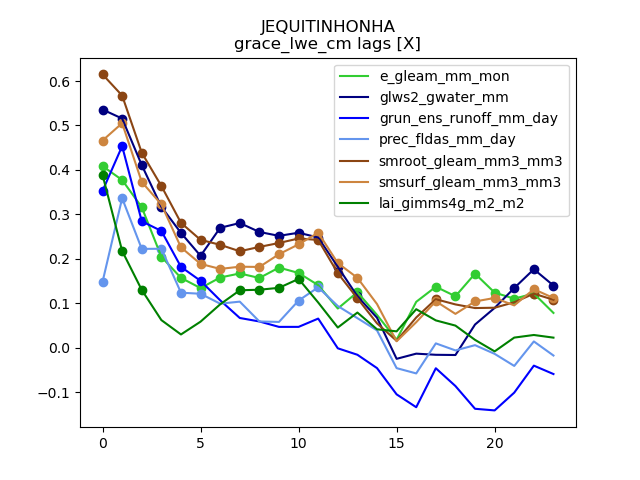 JEQUITINHONHA
grace_lwe_cm lags [X]
e_gleam_mm_mon
glws2_gwater_mm
grun_ens_runoff_mm_day
prec_fldas_mm_day
smroot_gleam_mm3_mm3
smsurf_gleam_mm3_mm3
lai_gimms4g_m2_m2
0.6
0.5
0.4
0.3
0.2
0.1
0.0
−0.1
0 5 10 15 20